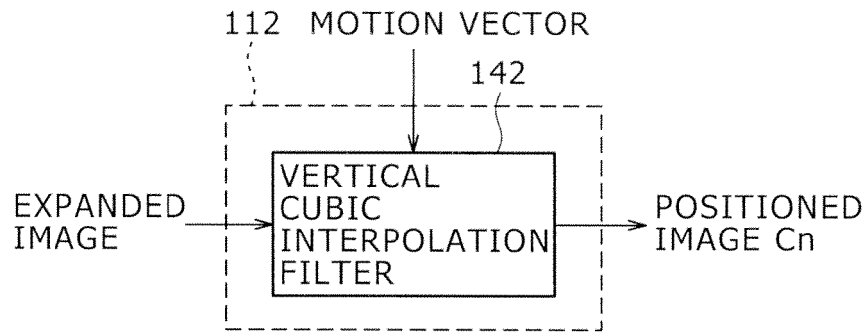 112 MOTION VECTOR
142
VERTICAL
CUBIC
INTERPOLATION
FILTER
EXPANDED
IMAGE
POSITIONED
IMAGE Cn